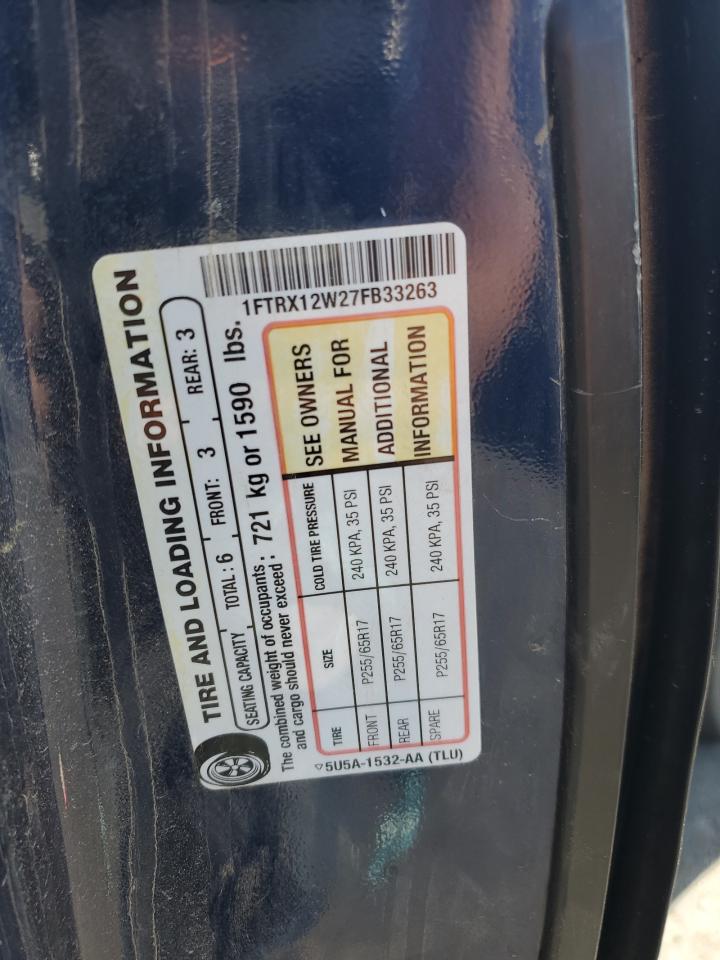 TIRE AND LOADING INFORMATION
SEATING CAPACITY TOTAL: 6 FRONT: 3 REAR: 3
The combined weight of occupants and cargo should never exceed: 721 kg or 1590 lbs.
TIRE SIZE COLD TIRE PRESSURE
FRONT P255/65R17 240 KPA, 35 PSI
REAR P255/65R17 240 KPA, 35 PSI
SPARE P255/65R17 240 KPA, 35 PSI
SEE OWNERS
MANUAL FOR
ADDITIONAL
INFORMATION
5U5A-1532-AA (TLU)
1FTRX12W27FB33263